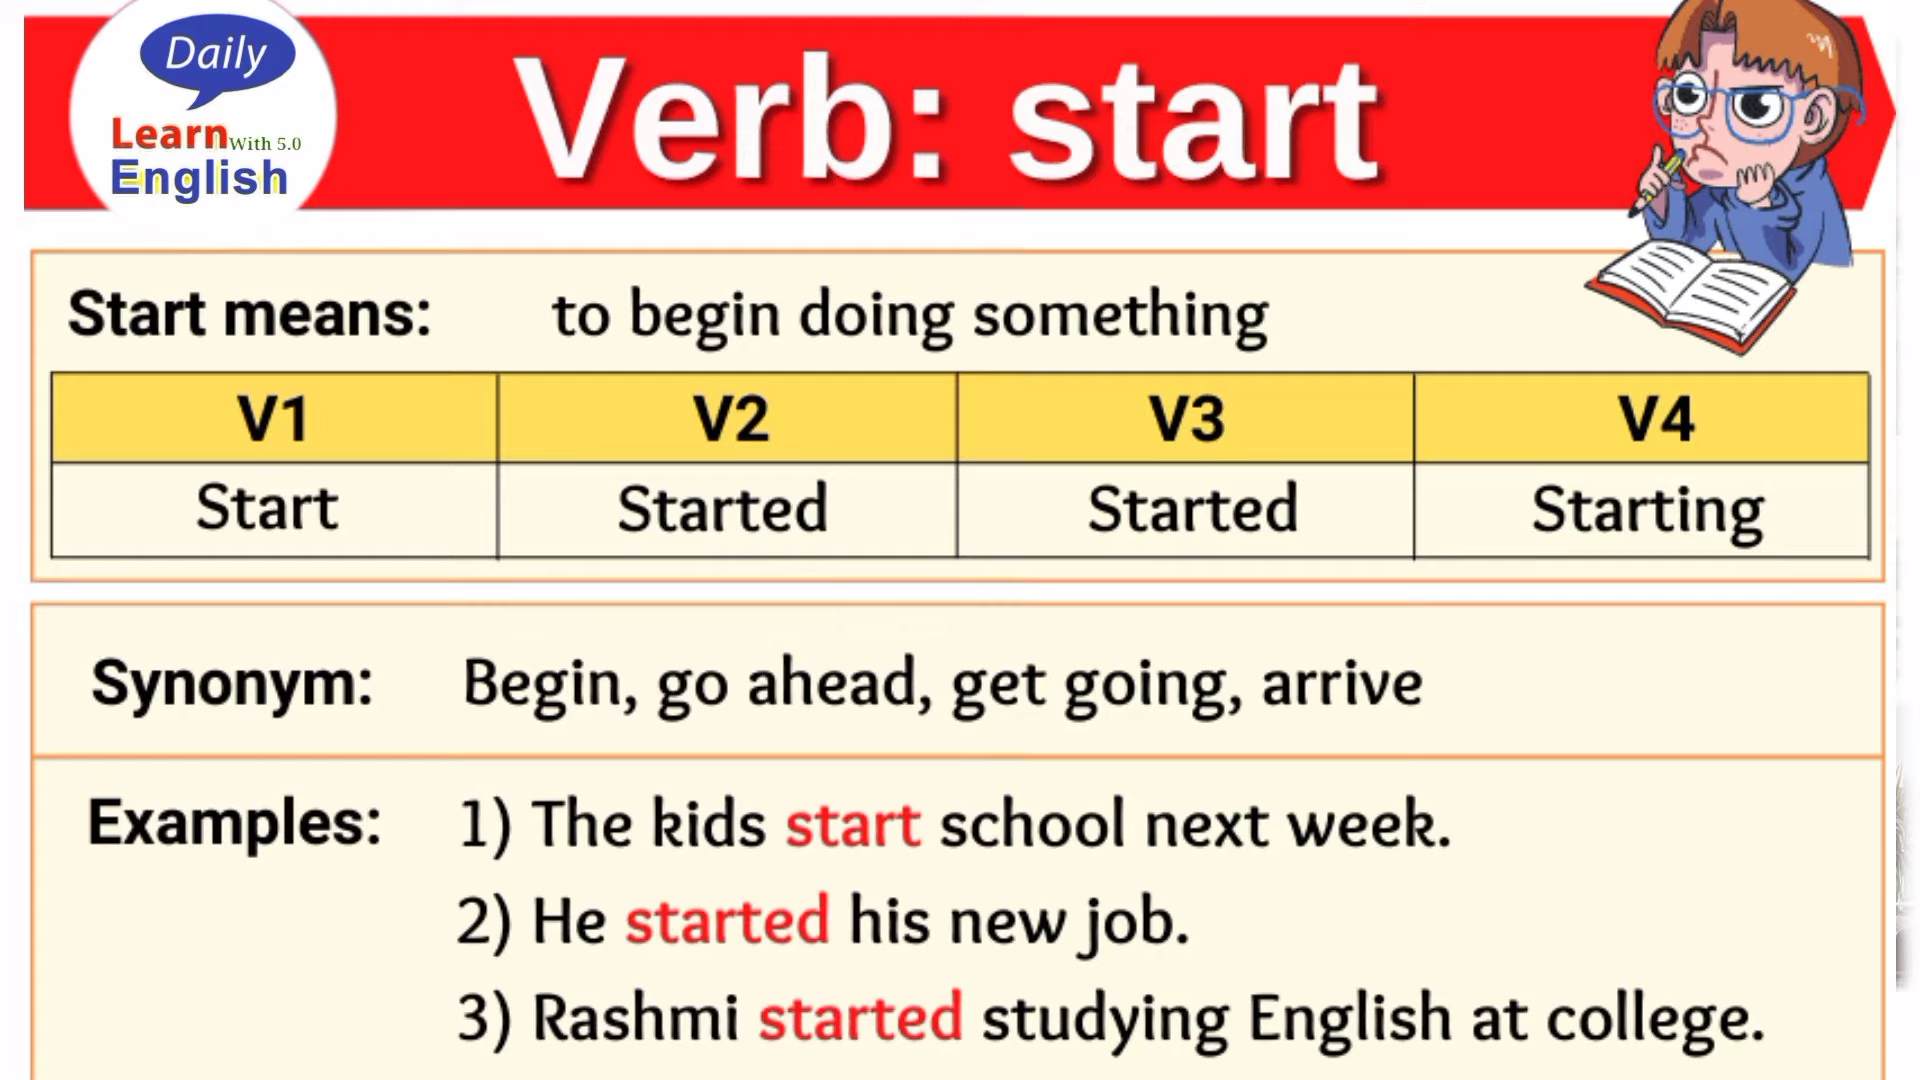 Daily
Learn With 5.0
English
Verb: start
Start means: to begin doing something
V1 V2 V3 V4
Start Started Started Starting
Synonym: Begin, go ahead, get going, arrive
Examples: 1) The kids start school next week.
2) He started his new job.
3) Rashmi started studying English at college.